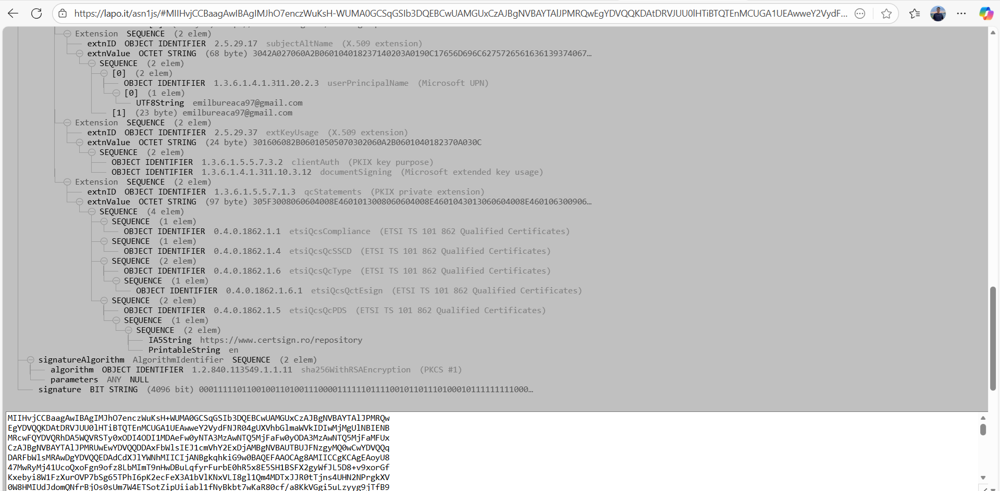 https://lapo.it/asn1js/#MIIHvjCCBaagAwIBAgIMJhO7enczWuKsH-WUMA0GCSqGSIb3DQEBCwUAMGUxCzAJBgNVBAYTAlJPMRQwEgYDVQQKDAtDRVJUU0lHTiBTQTEnMCUGA1UEAwweY2VydF...
Extension SEQUENCE (2 elem)
extnID OBJECT IDENTIFIER 2.5.29.17 subjectAltName (X.509 extension)
extnValue OCTET STRING (68 byte) 3042A027060A2B060104018237140203A0190C17656D696C6275726561636139374067…
SEQUENCE (2 elem)
[0] (2 elem)
OBJECT IDENTIFIER 1.3.6.1.4.1.311.20.2.3 userPrincipalName (Microsoft UPN)
[0] (1 elem)
UTF8String emilbureaca97@gmail.com
[1] (23 byte) emilbureaca97@gmail.com
Extension SEQUENCE (2 elem)
extnID OBJECT IDENTIFIER 2.5.29.37 extKeyUsage (X.509 extension)
extnValue OCTET STRING (24 byte) 301606082B06010505070302060A2B0601040182370A030C
SEQUENCE (2 elem)
OBJECT IDENTIFIER 1.3.6.1.5.5.7.3.2 clientAuth (PKIX key purpose)
OBJECT IDENTIFIER 1.3.6.1.4.1.311.10.3.12 documentSigning (Microsoft extended key usage)
Extension SEQUENCE (2 elem)
extnID OBJECT IDENTIFIER 1.3.6.1.5.5.7.1.3 qcStatements (PKIX private extension)
extnValue OCTET STRING (97 byte) 305F3008060604008E4601013008060604008E4601043013060604008E460106300906…
SEQUENCE (4 elem)
SEQUENCE (1 elem)
OBJECT IDENTIFIER 0.4.0.1862.1.1 etsiQcsCompliance (ETSI TS 101 862 Qualified Certificates)
SEQUENCE (1 elem)
OBJECT IDENTIFIER 0.4.0.1862.1.4 etsiQcsQcSSCD (ETSI TS 101 862 Qualified Certificates)
SEQUENCE (2 elem)
OBJECT IDENTIFIER 0.4.0.1862.1.6 etsiQcsQcType (ETSI TS 101 862 Qualified Certificates)
SEQUENCE (1 elem)
OBJECT IDENTIFIER 0.4.0.1862.1.6.1 etsiQcsQctEsign (ETSI TS 101 862 Qualified Certificates)
SEQUENCE (2 elem)
OBJECT IDENTIFIER 0.4.0.1862.1.5 etsiQcsQcPDS (ETSI TS 101 862 Qualified Certificates)
SEQUENCE (1 elem)
SEQUENCE (2 elem)
IA5String https://www.certsign.ro/repository
PrintableString en
signatureAlgorithm AlgorithmIdentifier SEQUENCE (2 elem)
algorithm OBJECT IDENTIFIER 1.2.840.113549.1.1.11 sha256WithRSAEncryption (PKCS #1)
parameters ANY NULL
signature BIT STRING (4096 bit) 0001111101100100110100111000011111101111001011011101000101111111111000…
MIIHvjCCBaagAwIBAgIMJhO7enczWuKsH+WUMA0GCSqGSIb3DQEBCwUAMGUxCzAJBgNVBAYTAlJPMRQw
EgYDVQQKDAtDRVJUU0lHTiBTQTEnMCUGA1UEAwweY2VydFNJR04gUXVhbGlmaWVkIDIwMjMgUlNBIENB
MRcwFQYDVQRhDA5WQVRSTy0xODI4ODI1MDAeFw0yNTA3MzAwNTQ5MjFaFw0yODA3MzAwNTQ5MjFaMFUx
CzAJBgNVBAYTAlJPMRUwEwYDVQQDDAxFbWlsIEJ1cmVhY2ExDjAMBgNVBAUTBUJFNzgyMQ0wCwYDVQQq
DARFbWlsMRAwDgYDVQQEDAdCdXJlYWNhMIICIjANBgkqhkiG9w0BAQEFAAOCAg8AMIICCgKCAgEAoyU8
47MwRyMj41UcoQxoFgn9ofz8LbMImT9nHwDBuLqfyrFurbE0hR5x8E5SH1BSFX2gyWfJL5D8+v9xorGf
Kxebyi8W1FzXurOVP7bSg65TPhI6pK2ecFeX3A1bVlKNxVLI8gl1Qm4MDTxJJR0tTjns4UHN2NPrgkXV
0W8HMIUdJdomQNfrBjOs0sUm7W4ETSotZipUiiabl1fNyBkbt7wKaR80cf/a8KkVGgi5uLzyyg9jTfB9